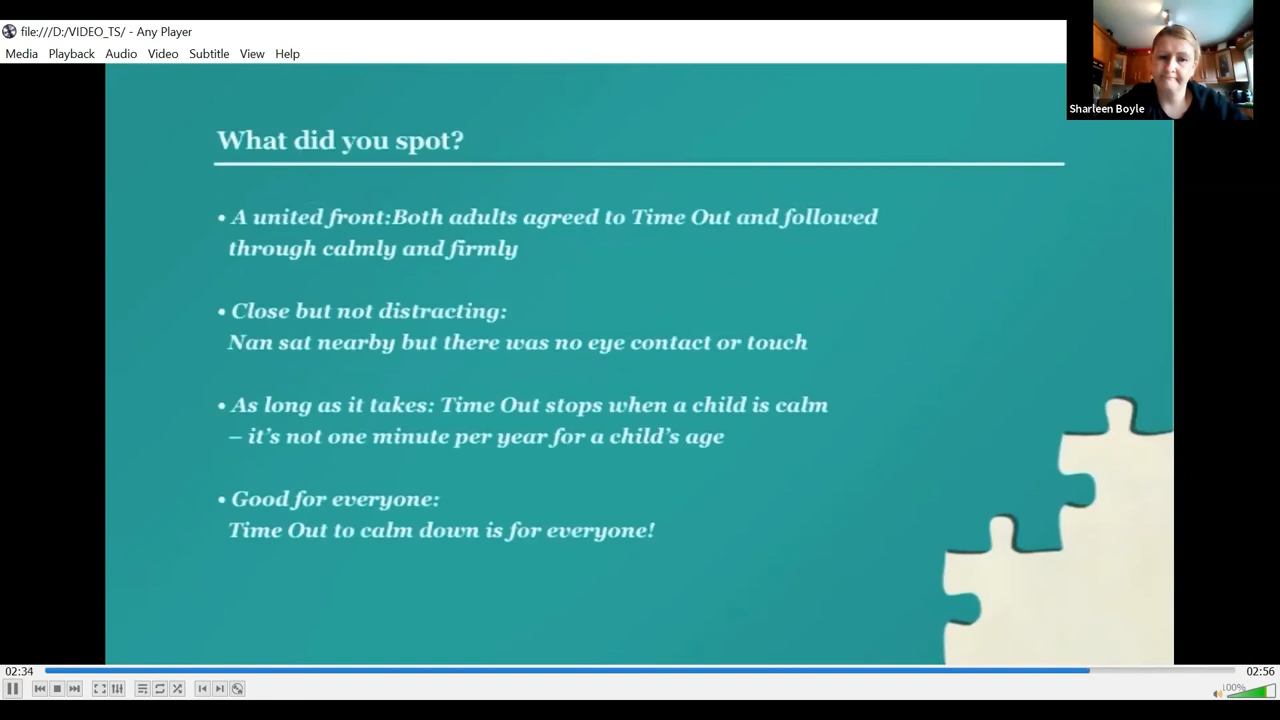 file:///D:/VIDEO_TS/ - Any Player
Media Playback Audio Video Subtitle View Help
Sharleen Boyle
What did you spot?
• A united front:Both adults agreed to Time Out and followed
through calmly and firmly
• Close but not distracting:
Nan sat nearby but there was no eye contact or touch
• As long as it takes: Time Out stops when a child is calm
– it's not one minute per year for a child's age
• Good for everyone:
Time Out to calm down is for everyone!
02:34
02:56
100%